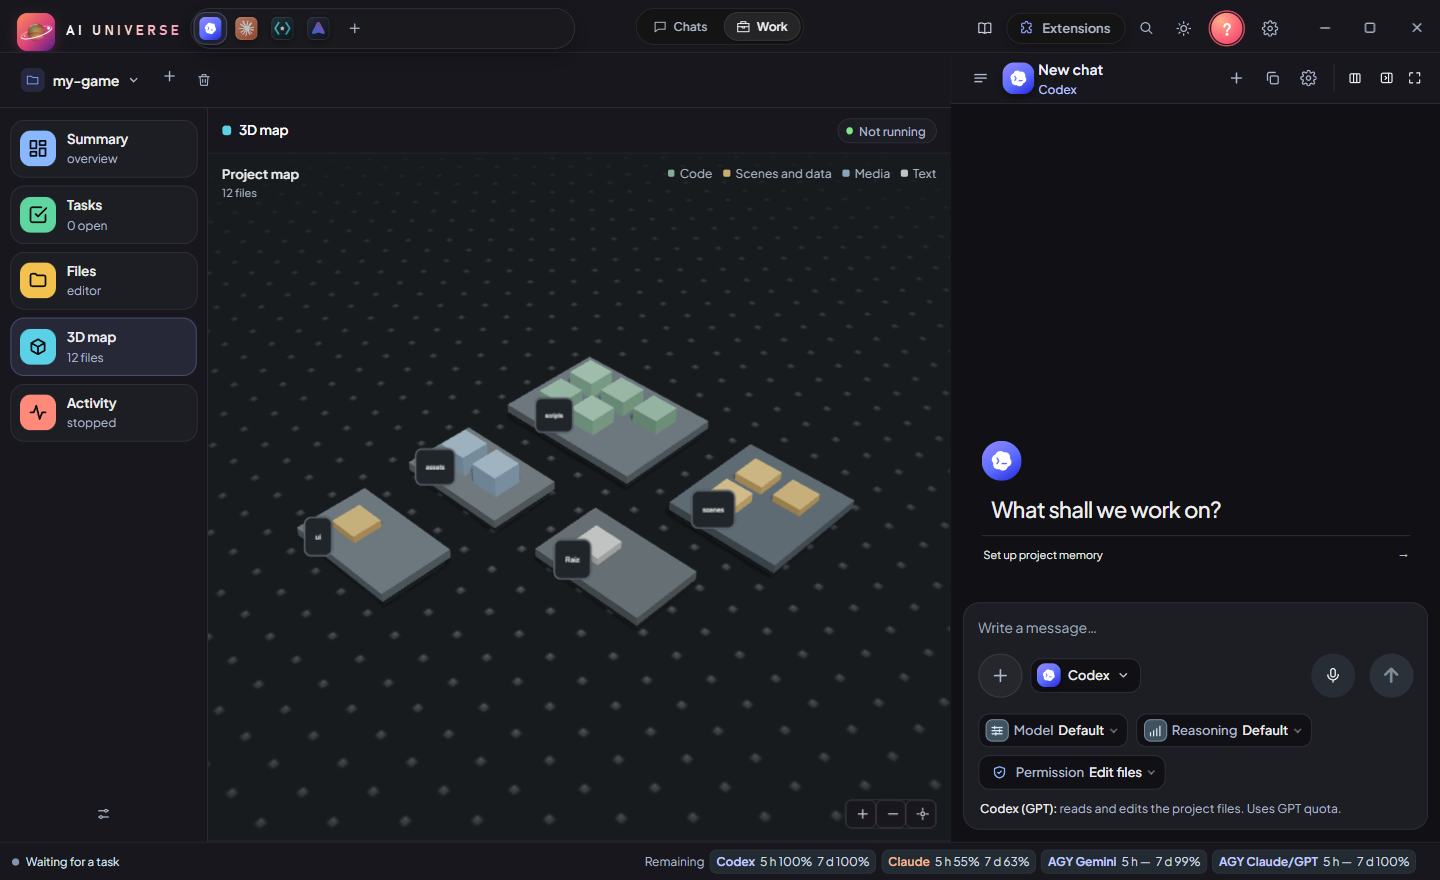 AI UNIVERSE
Chats
Work
Extensions
?
my-game
New chat
Codex
Summary
overview
Tasks
0 open
Files
editor
3D map
12 files
Activity
stopped
3D map
Not running
Project map
12 files
Code
Scenes and data
Media
Text
scripts
assets
scenes
ui
Raiz
What shall we work on?
Set up project memory →
Write a message...
Codex
Model Default
Reasoning Default
Permission Edit files
Codex (GPT): reads and edits the project files. Uses GPT quota.
Waiting for a task
Remaining
Codex 5 h 100% 7 d 100%
Claude 5 h 55% 7 d 63%
AGY Gemini 5 h — 7 d 99%
AGY Claude/GPT 5 h — 7 d 100%